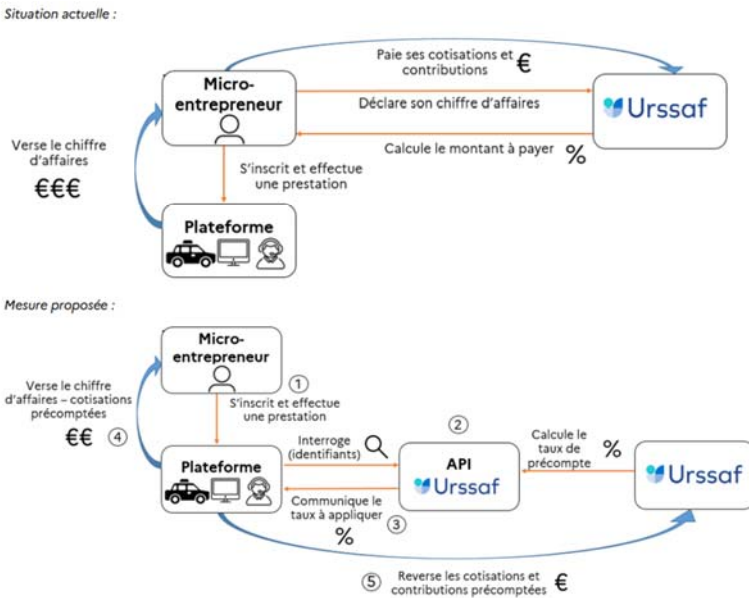 Situation actuelle :
Paie ses cotisations et
contributions €
Micro-
entrepreneur
Déclare son chiffre d'affaires
Urssaf
Calcule le montant à payer %
Verse le chiffre
d'affaires
€€€
S'inscrit et effectue
une prestation
Plateforme
Mesure proposée :
Micro-
entrepreneur
Verse le chiffre
d'affaires – cotisations
précomptées
€€ ④
①
S'inscrit et effectue
une prestation
Plateforme
Interroge
(identifiants)
②
API
Urssaf
Calcule le
taux de
précompte %
Urssaf
Communique le
taux à appliquer ③
%
⑤ Reverse les cotisations et
contributions précomptées €